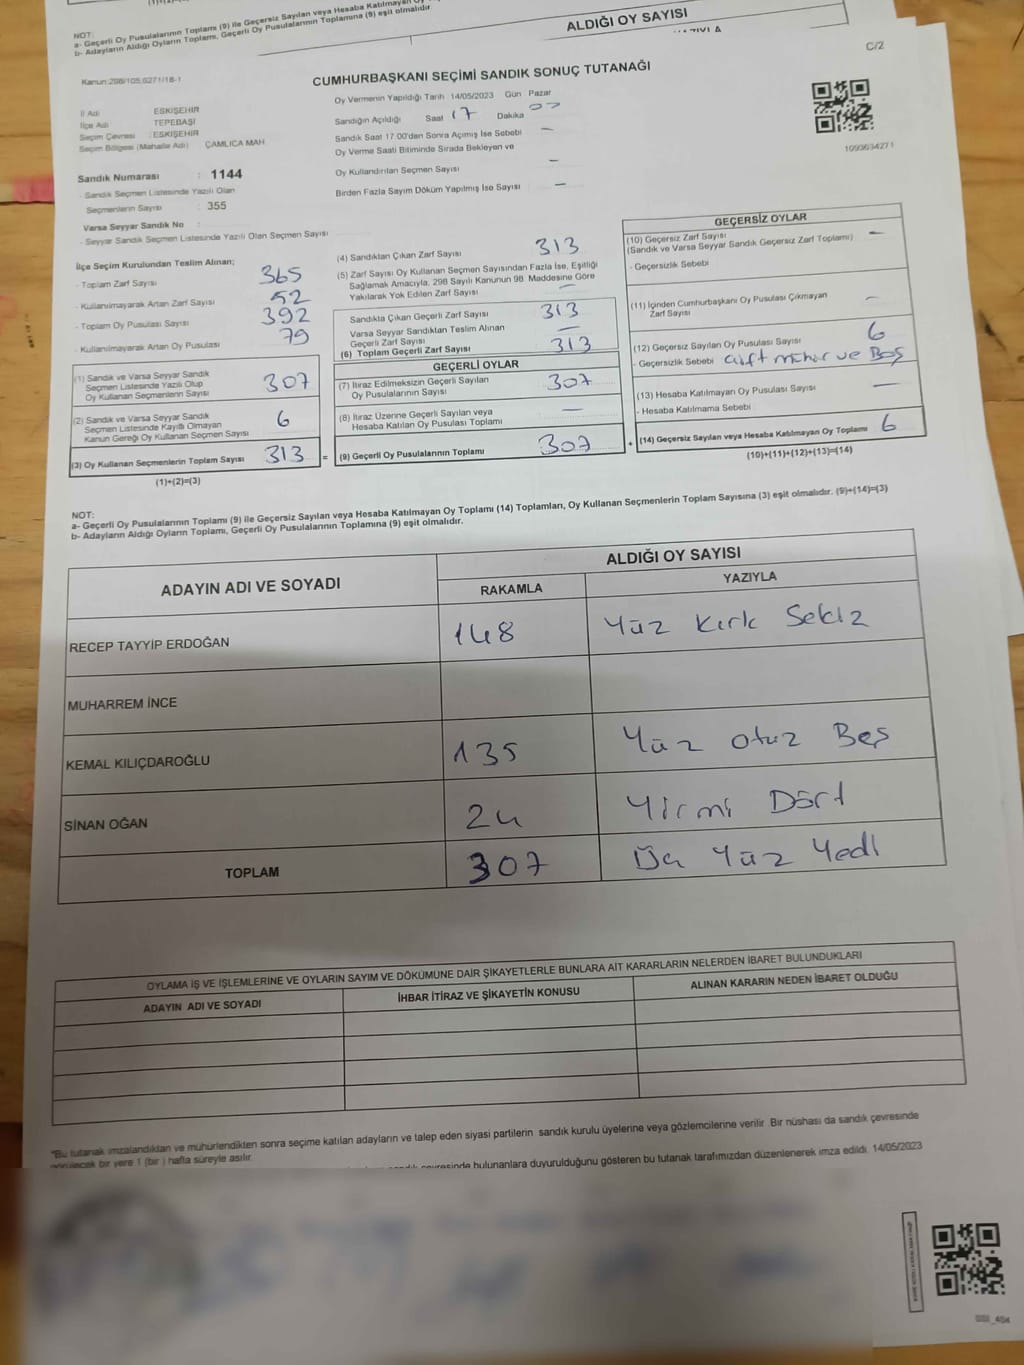 NOT:
a- Geçerli Oy Pusulalarının Toplamı (9) ile Geçersiz Sayılan veya Hesaba Katılmayan Oy
b- Adayların Aldığı Oyların Toplamı, Geçerli Oy Pusulalarının Toplamına (9) eşit olmalıdır.
ALDIĞI OY SAYISI
C/2
Kanun:298/105,6271/18-1
CUMHURBAŞKANI SEÇİMİ SANDIK SONUÇ TUTANAĞI
İl Adı ESKİŞEHİR
İlçe Adı TEPEBAŞI
Seçim Çevresi : ESKİŞEHİR
Seçim Bölgesi (Mahalle Adı) ÇAMLICA MAH
Sandık Numarası : 1144
- Sandık Seçmen Listesinde Yazılı Olan
Seçmenlerin Sayısı : 355
Varsa Seyyar Sandık No :
- Seyyar Sandık Seçmen Listesinde Yazılı Olan Seçmen Sayısı
Oy Vermenin Yapıldığı Tarih 14/05/2023 Gün Pazar
Sandığın Açıldığı Saat 17 Dakika
Sandık Saat 17.00'dan Sonra Açımış İse Sebebi —
Oy Verme Saati Bitiminde Sırada Bekleyen ve
Oy Kullandırılan Seçmen Sayısı —
Birden Fazla Sayım Döküm Yapılmış İse Sayısı —
1093634271
İlçe Seçim Kurulundan Teslim Alınan;
- Toplam Zarf Sayısı 365
- Kullanılmayarak Artan Zarf Sayısı 52
- Toplam Oy Pusulası Sayısı 392
- Kullanılmayarak Artan Oy Pusulası 79
(1) Sandık ve Varsa Seyyar Sandık
Seçmen Listesinde Yazılı Olup
Oy Kullanan Seçmenlerin Sayısı 307
(2) Sandık ve Varsa Seyyar Sandık
Seçmen Listesinde Kayıtlı Olmayan
Kanun Gereği Oy Kullanan Seçmen Sayısı 6
(3) Oy Kullanan Seçmenlerin Toplam Sayısı 313 =
(1)+(2)=(3)
(4) Sandıktan Çıkan Zarf Sayısı 313
(5) Zarf Sayısı Oy Kullanan Seçmen Sayısından Fazla İse, Eşitliği
Sağlamak Amacıyla, 298 Sayılı Kanunun 98. Maddesine Göre
Yakılarak Yok Edilen Zarf Sayısı —
Sandıkta Çıkan Geçerli Zarf Sayısı 313
Varsa Seyyar Sandıktan Teslim Alınan
Geçerli Zarf Sayısı —
(6) Toplam Geçerli Zarf Sayısı 313
GEÇERLİ OYLAR
(7) İtiraz Edilmeksizin Geçerli Sayılan
Oy Pusulalarının Sayısı 307
(8) İtiraz Üzerine Geçerli Sayılan veya
Hesaba Katılan Oy Pusulası Toplamı —
(9) Geçerli Oy Pusulalarının Toplamı 307 +
GEÇERSİZ OYLAR
(10) Geçersiz Zarf Sayısı —
(Sandık ve Varsa Seyyar Sandık Geçersiz Zarf Toplamı)
- Geçersizlik Sebebi
(11) İçinden Cumhurbaşkanı Oy Pusulası Çıkmayan
Zarf Sayısı —
(12) Geçersiz Sayılan Oy Pusulası Sayısı 6
- Geçersizlik Sebebi çift mühür ve Boş
(13) Hesaba Katılmayan Oy Pusulası Sayısı —
- Hesaba Katılmama Sebebi
(14) Geçersiz Sayılan veya Hesaba Katılmayan Oy Toplamı 6
(10)+(11)+(12)+(13)=(14)
NOT:
a- Geçerli Oy Pusulalarının Toplamı (9) ile Geçersiz Sayılan veya Hesaba Katılmayan Oy Toplamı (14) Toplamları, Oy Kullanan Seçmenlerin Toplam Sayısına (3) eşit olmalıdır. (9)+(14)=(3)
b- Adayların Aldığı Oyların Toplamı, Geçerli Oy Pusulalarının Toplamına (9) eşit olmalıdır.
ADAYIN ADI VE SOYADI
ALDIĞI OY SAYISI
RAKAMLA YAZIYLA
RECEP TAYYİP ERDOĞAN 148 Yüz Kırk Sekiz
MUHARREM İNCE
KEMAL KILIÇDAROĞLU 135 Yüz otuz Beş
SİNAN OĞAN 24 Yirmi Dört
TOPLAM 307 Üç Yüz Yedi
OYLAMA İŞ VE İŞLEMLERİNE VE OYLARIN SAYIM VE DÖKÜMÜNE DAİR ŞİKAYETLERLE BUNLARA AİT KARARLARIN NELERDEN İBARET BULUNDUKLARI
ADAYIN ADI VE SOYADI İHBAR İTİRAZ VE ŞİKAYETİN KONUSU ALINAN KARARIN NEDEN İBARET OLDUĞU
"Bu tutanak imzalandıktan ve mühürlendikten sonra seçime katılan adayların ve talep eden siyasi partilerin sandık kurulu üyelerine veya gözlemcilerine verilir. Bir nüshası da sandık çevresinde
görülecek bir yere 1 (bir ) hafta süreyle asılır.
bulunanlara duyurulduğunu gösteren bu tutanak tarafımızdan düzenlenerek imza edildi. 14/05/2023